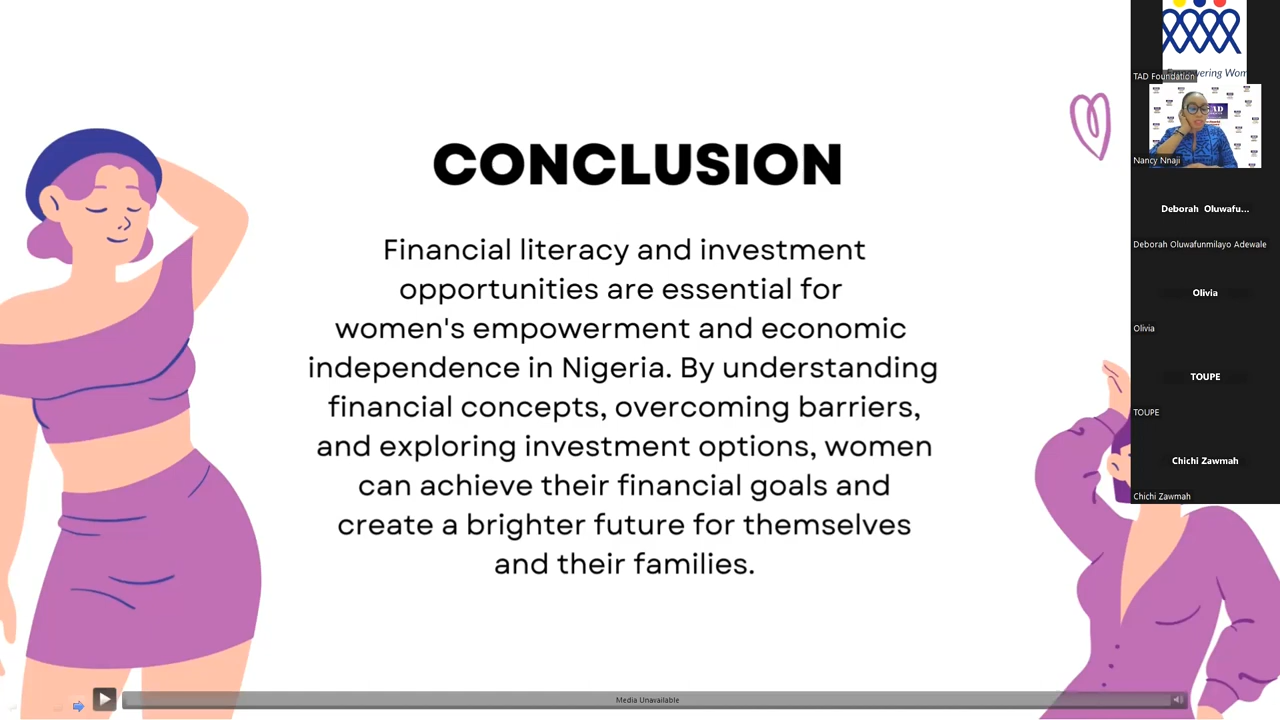 CONCLUSION
Financial literacy and investment
opportunities are essential for
women's empowerment and economic
independence in Nigeria. By understanding
financial concepts, overcoming barriers,
and exploring investment options, women
can achieve their financial goals and
create a brighter future for themselves
and their families.
Media Unavailable
TAD Foundation
Nancy Nnaji
Deborah Oluwafu...
Deborah Oluwafunmilayo Adewale
Olivia
Olivia
TOUPE
TOUPE
Chichi Zawmah
Chichi Zawmah